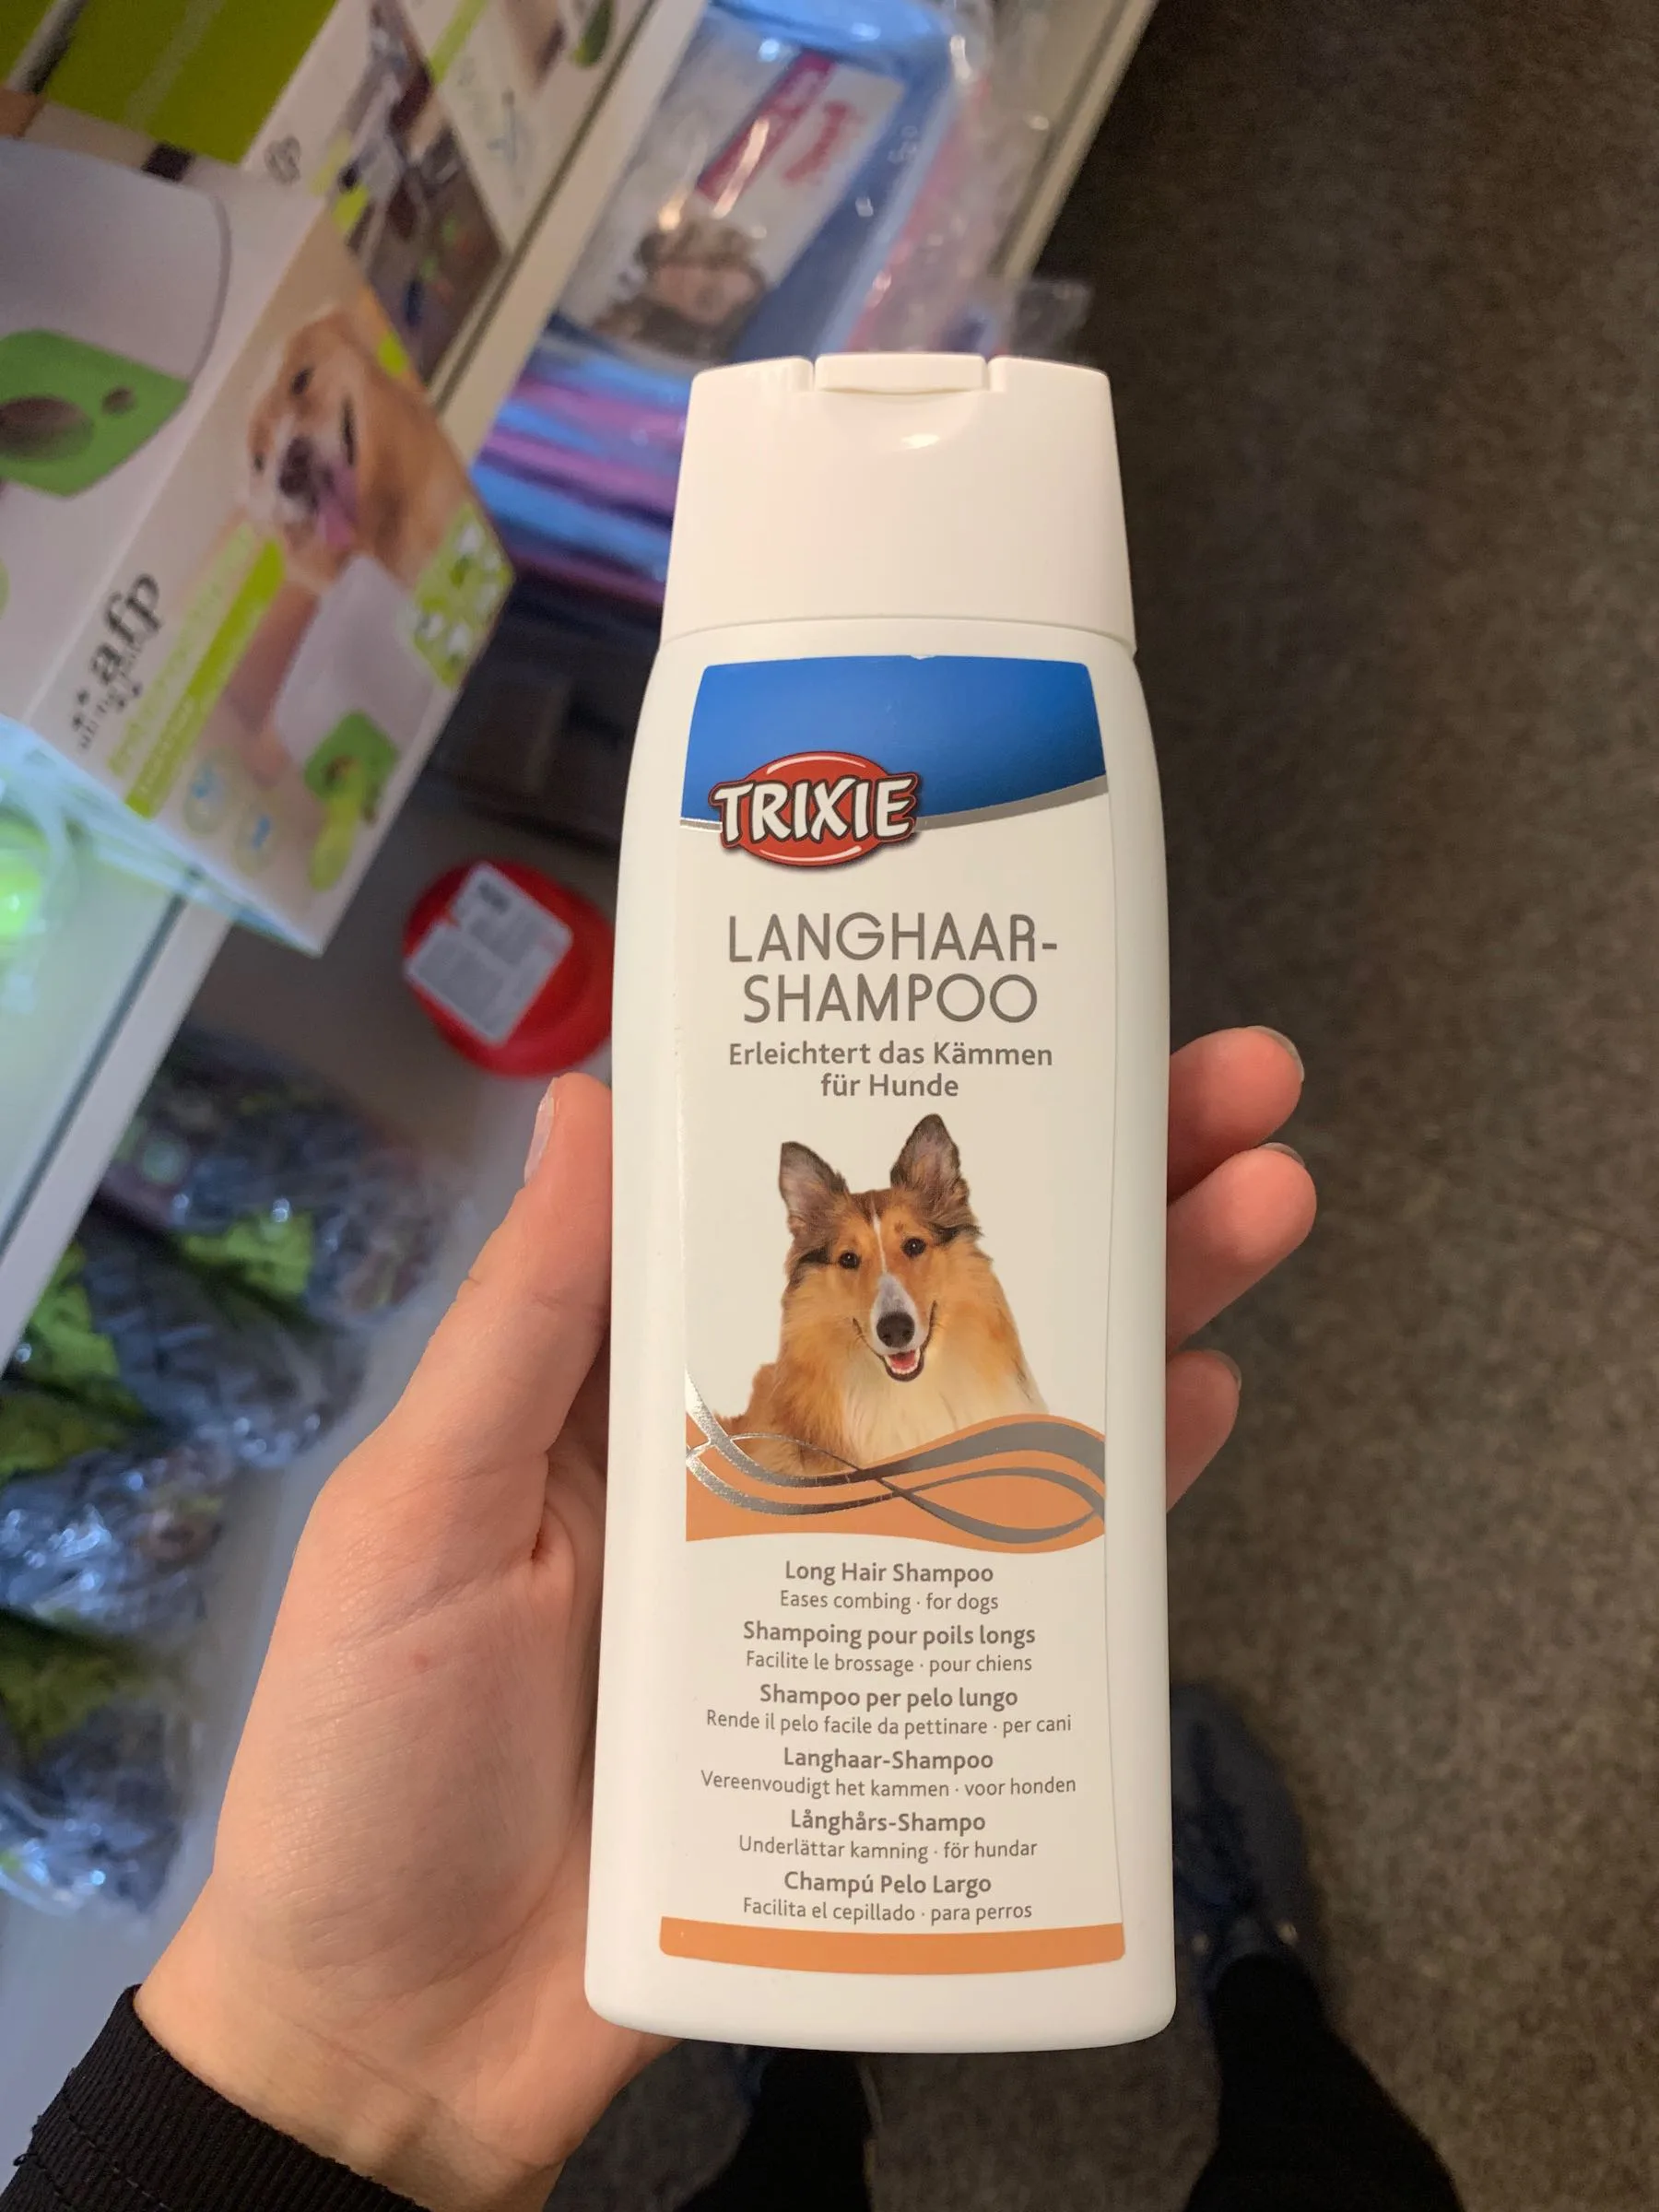 TRIXIE
LANGHAAR-
SHAMPOO
Erleichtert das Kämmen
für Hunde
Long Hair Shampoo
Eases combing · for dogs
Shampoing pour poils longs
Facilite le brossage · pour chiens
Shampoo per pelo lungo
Rende il pelo facile da pettinare · per cani
Langhaar-Shampoo
Vereenvoudigt het kammen · voor honden
Långhårs-Shampo
Underlättar kamning · för hundar
Champú Pelo Largo
Facilita el cepillado · para perros
afp